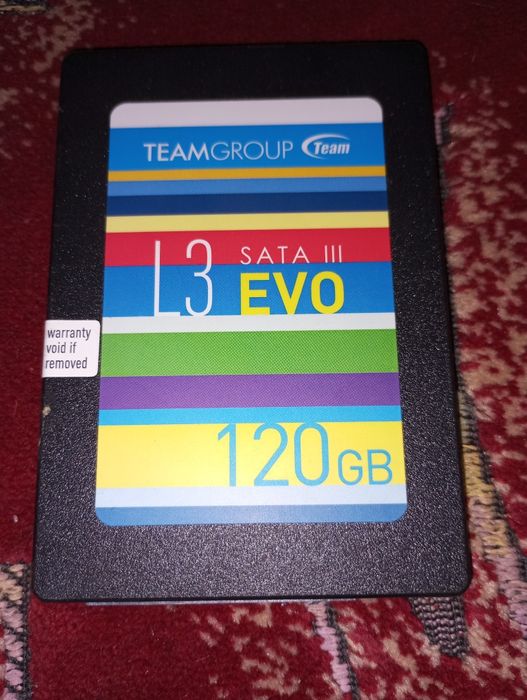 TEAMGROUP Team
L3 SATA III
EVO
warranty
void if
removed
120GB